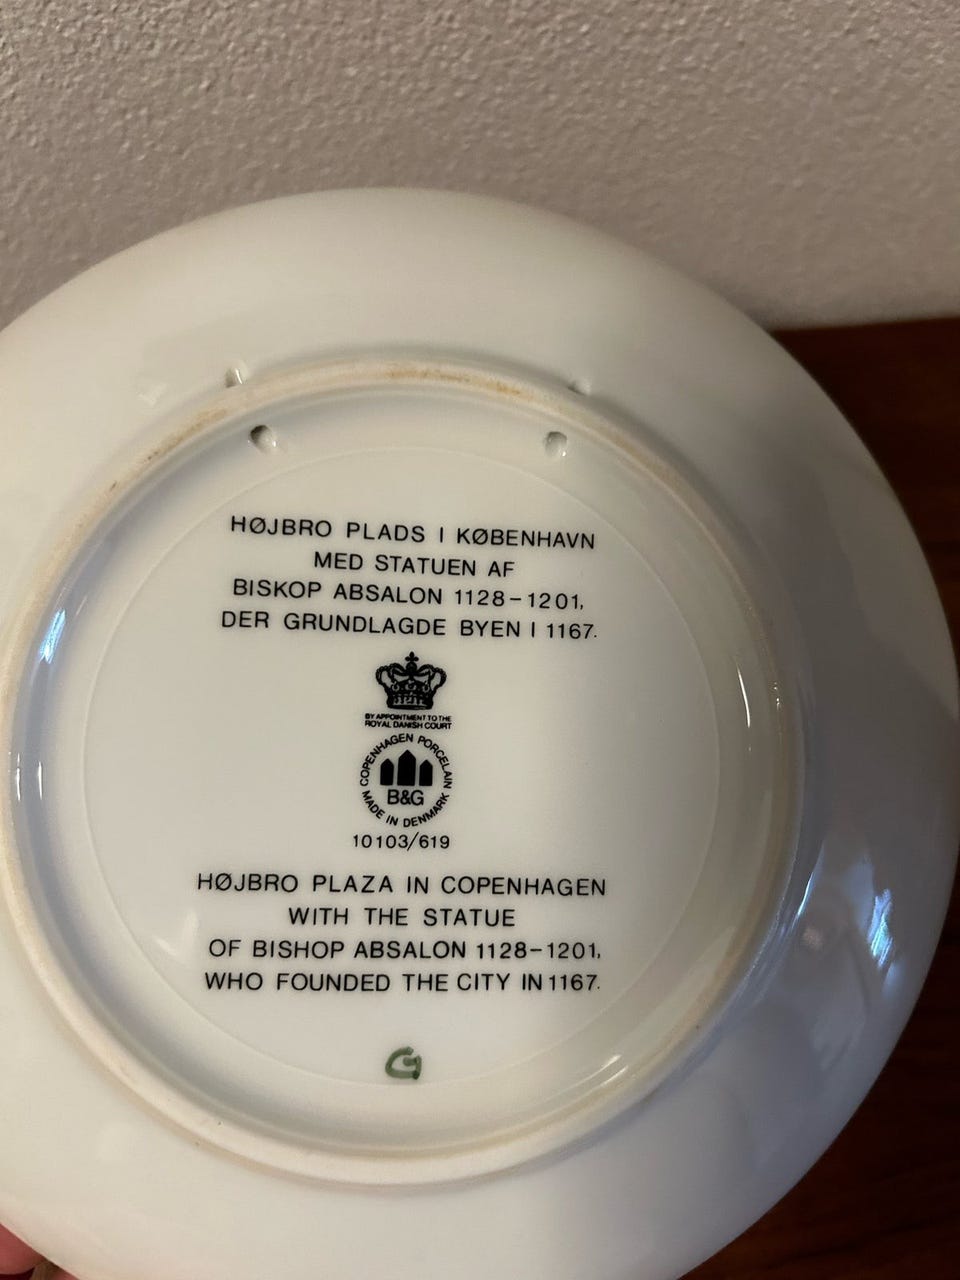 HØJBRO PLADS I KØBENHAVN
MED STATUEN AF
BISKOP ABSALON 1128-1201,
DER GRUNDLAGDE BYEN I 1167.
BY APPOINTMENT TO THE
ROYAL DANISH COURT
COPENHAGEN PORCELAIN
B&G
MADE IN DENMARK
10103/619
HØJBRO PLAZA IN COPENHAGEN
WITH THE STATUE
OF BISHOP ABSALON 1128-1201,
WHO FOUNDED THE CITY IN 1167.
G